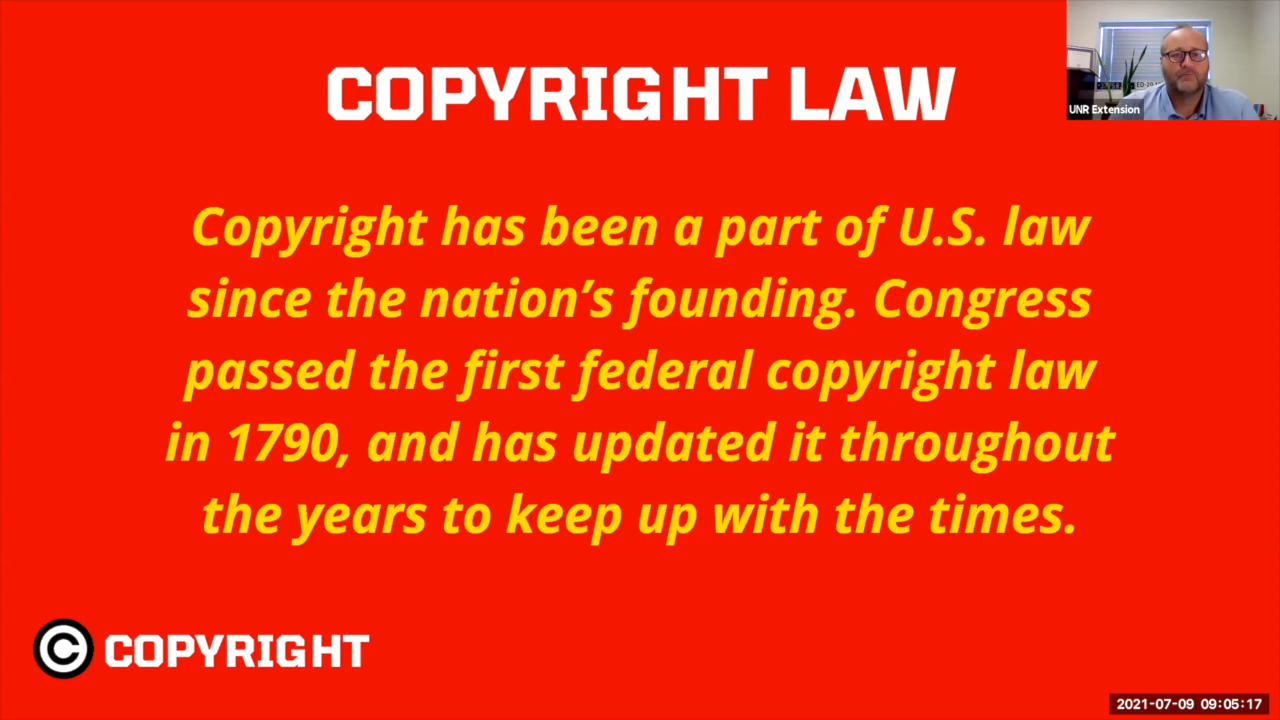 COPYRIGHT LAW
UNR Extension
Copyright has been a part of U.S. law
since the nation’s founding. Congress
passed the first federal copyright law
in 1790, and has updated it throughout
the years to keep up with the times.
© COPYRIGHT
2021-07-09 09:05:17